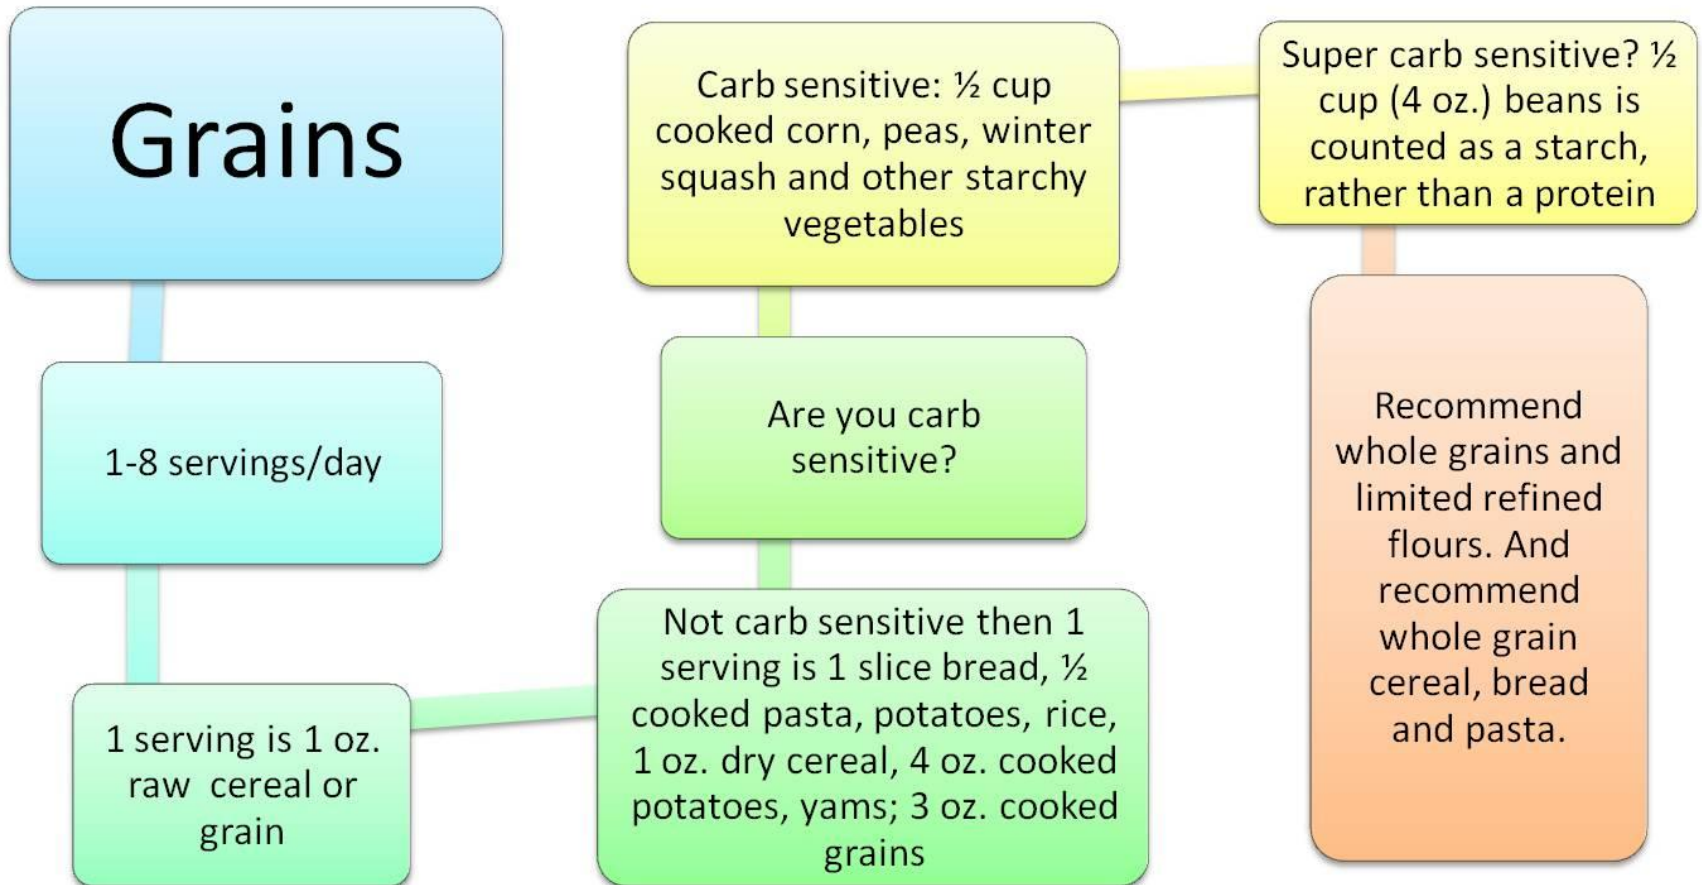 Grains
1-8 servings/day
1 serving is 1 oz.
raw  cereal or
grain
Not carb sensitive then 1
serving is 1 slice bread, ½
cooked pasta, potatoes, rice,
1 oz. dry cereal, 4 oz. cooked
potatoes, yams; 3 oz. cooked
grains
Are you carb
sensitive?
Carb sensitive: ½ cup
cooked corn, peas, winter
squash and other starchy
vegetables
Super carb sensitive? ½
cup (4 oz.) beans is
counted as a starch,
rather than a protein
Recommend
whole grains and
limited refined
flours. And
recommend
whole grain
cereal, bread
and pasta.